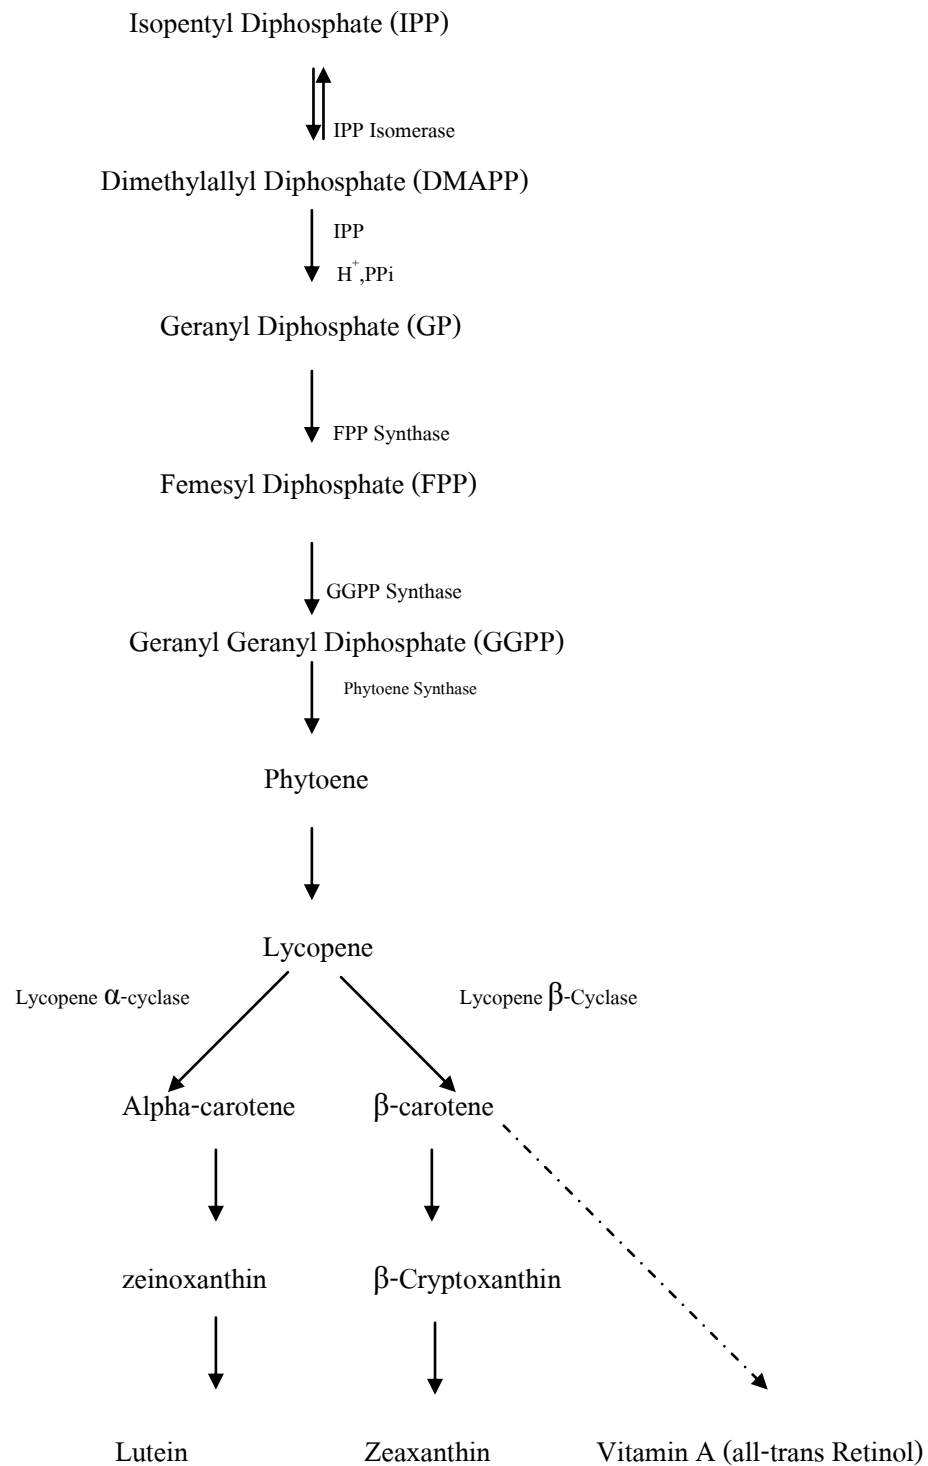 Isopentyl Diphosphate (IPP)
IPP Isomerase
Dimethylallyl Diphosphate (DMAPP)
IPP
H+,PPi
Geranyl Diphosphate (GP)
FPP Synthase
Femesyl Diphosphate (FPP)
GGPP Synthase
Geranyl Geranyl Diphosphate (GGPP)
Phytoene Synthase
Phytoene
Lycopene
Lycopene α-cyclase
Lycopene β-Cyclase
Alpha-carotene
β-carotene
zeinoxanthin
β-Cryptoxanthin
Lutein
Zeaxanthin
Vitamin A (all-trans Retinol)